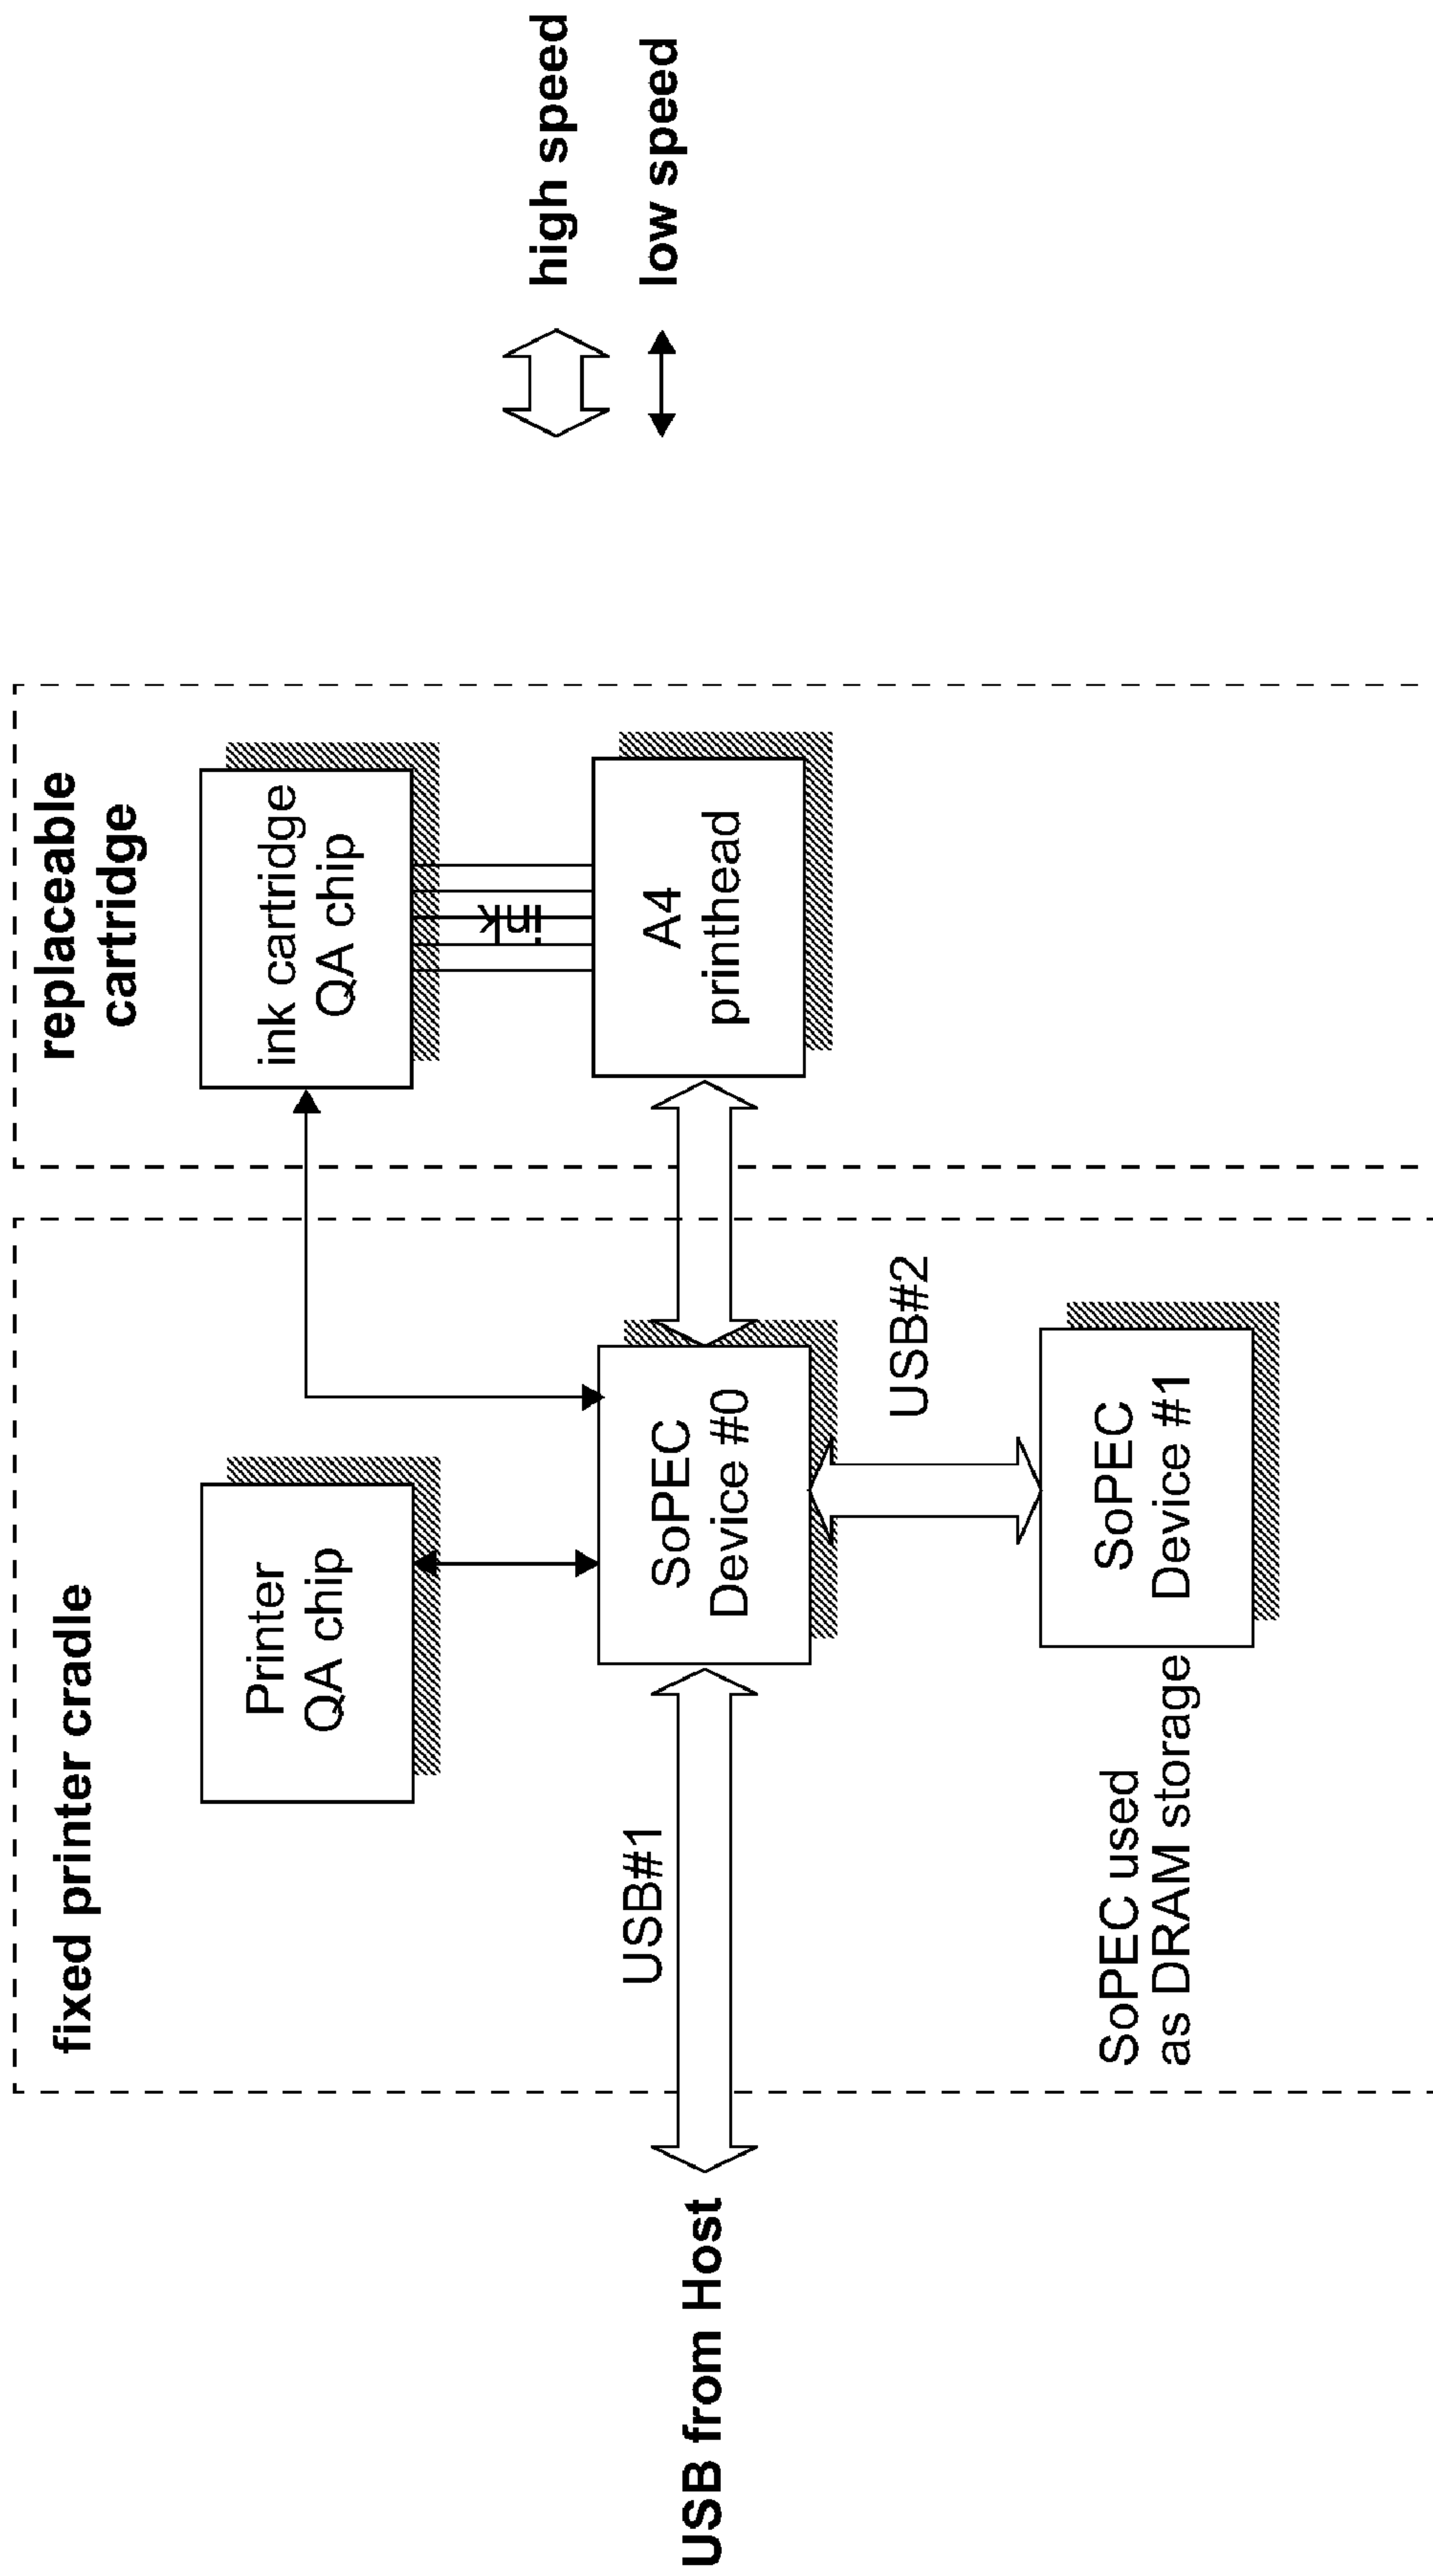 fixed printer cradle
replaceable
cartridge
Printer
QA chip
ink cartridge
QA chip
ink
high speed
low speed
USB from Host
USB#1
SoPEC
Device #0
A4
printhead
USB#2
SoPEC used
as DRAM storage
SoPEC
Device #1